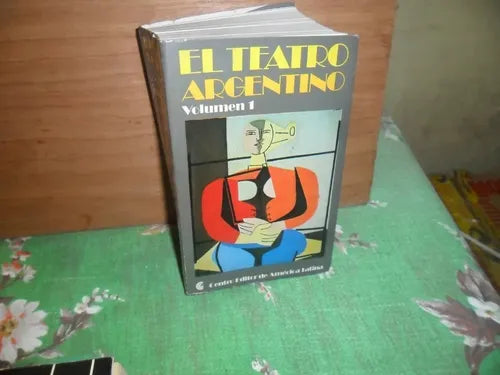 EL TEATRO
ARGENTINO
Volumen 1
Centro Editor de América Latina